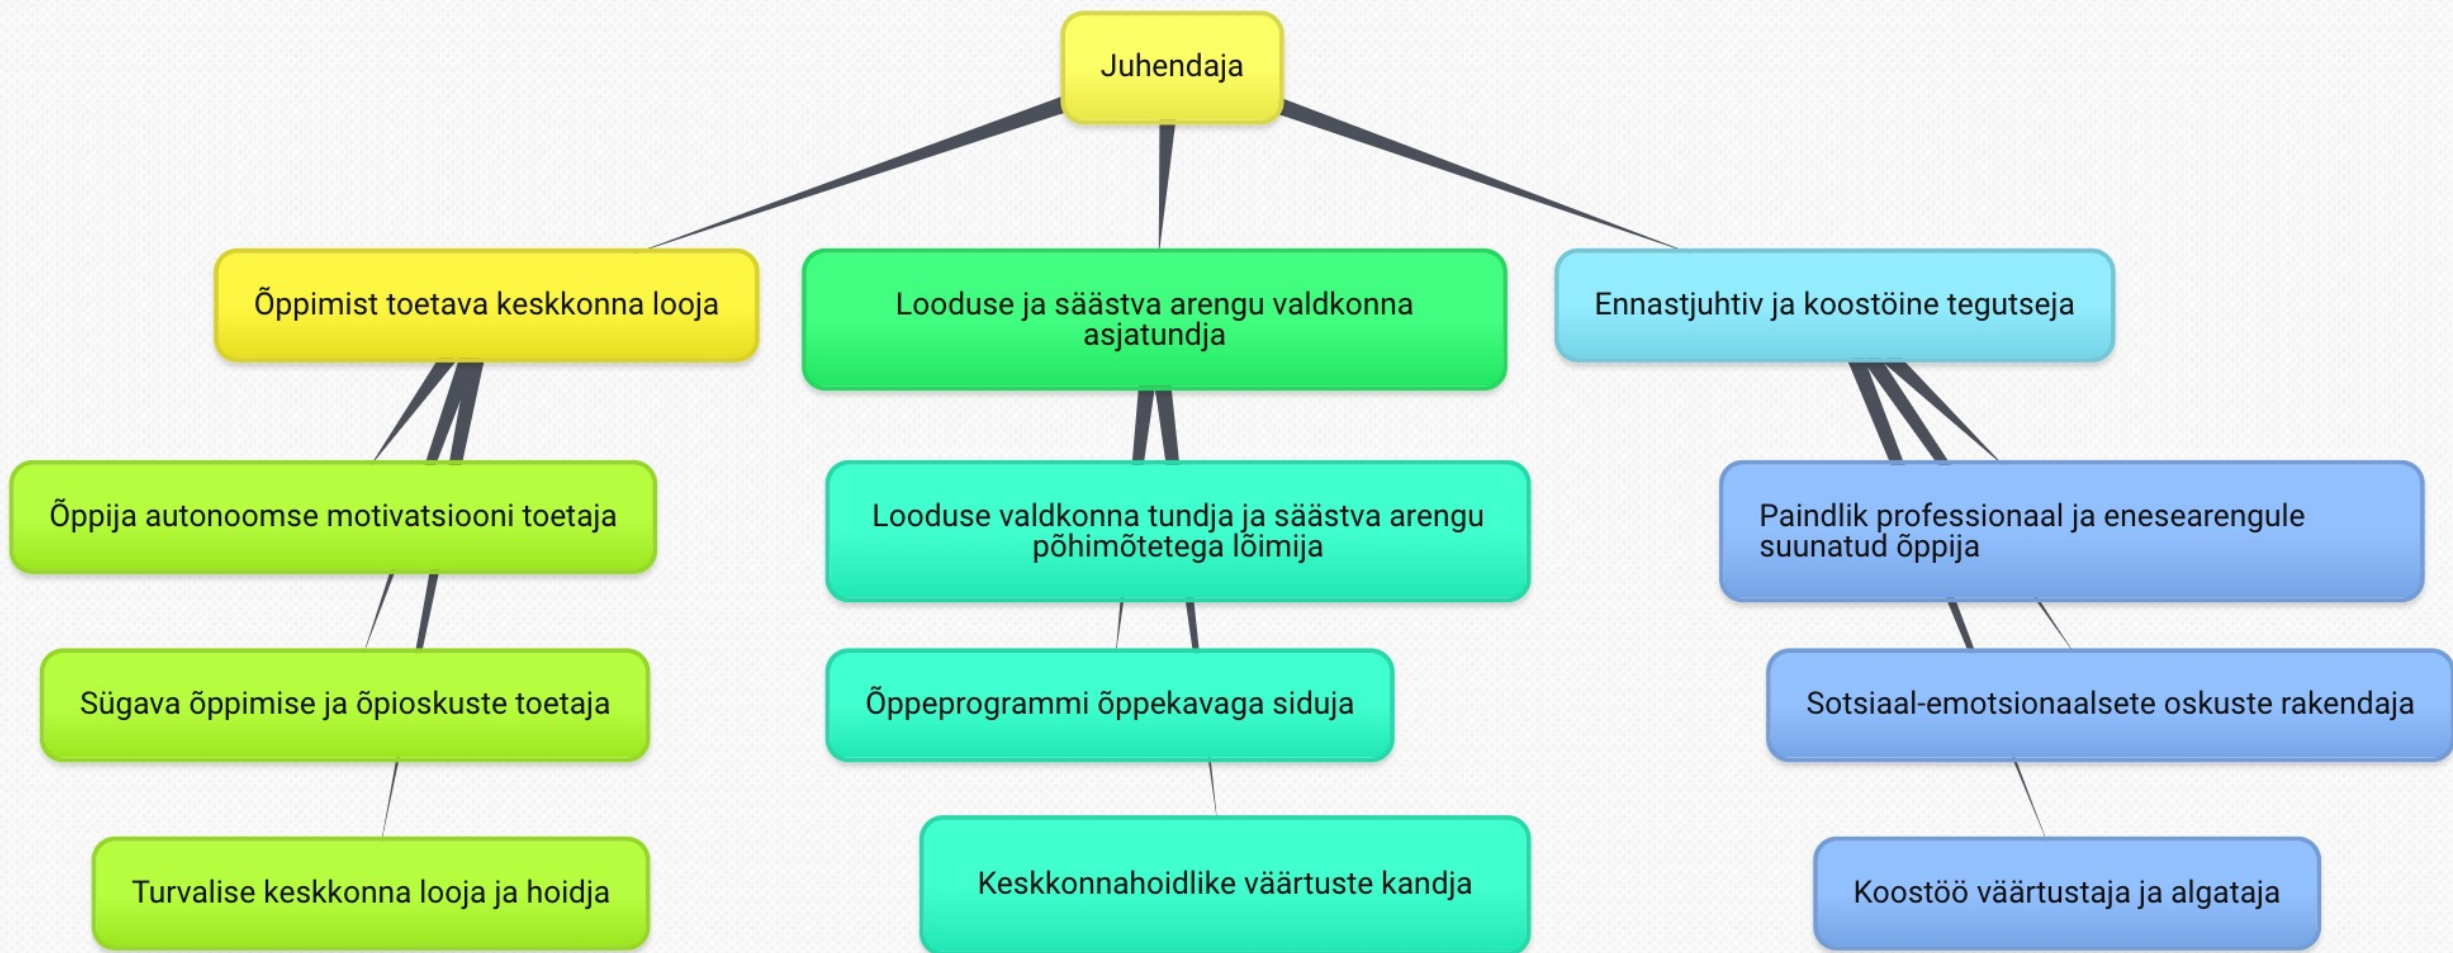 Juhendaja
Õppimist toetava keskkonna looja
Looduse ja säästva arengu valdkonna
asjatundja
Ennastjuhtiv ja koostöine tegutseja
Õppija autonoomse motivatsiooni toetaja
Looduse valdkonna tundja ja säästva arengu
põhimõtetega lõimija
Paindlik professionaal ja enesearengule
suunatud õppija
Sügava õppimise ja õpioskuste toetaja
Õppeprogrammi õppekavaga siduja
Sotsiaal-emotsionaalsete oskuste rakendaja
Turvalise keskkonna looja ja hoidja
Keskkonnahoidlike väärtuste kandja
Koostöö väärtustaja ja algataja